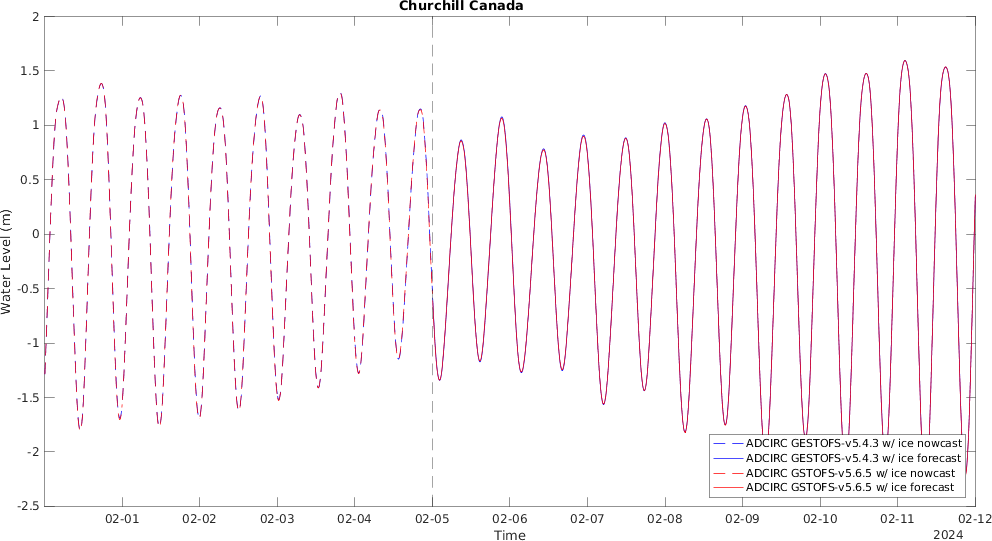 Churchill Canada
Water Level (m)
2
1.5
1
0.5
0
-0.5
-1
-1.5
-2
-2.5
ADCIRC GESTOFS-v5.4.3 w/ ice nowcast
ADCIRC GESTOFS-v5.4.3 w/ ice forecast
ADCIRC GSTOFS-v5.6.5 w/ ice nowcast
ADCIRC GSTOFS-v5.6.5 w/ ice forecast
02-01 02-02 02-03 02-04 02-05 02-06 02-07 02-08 02-09 02-10 02-11 02-12
Time
2024